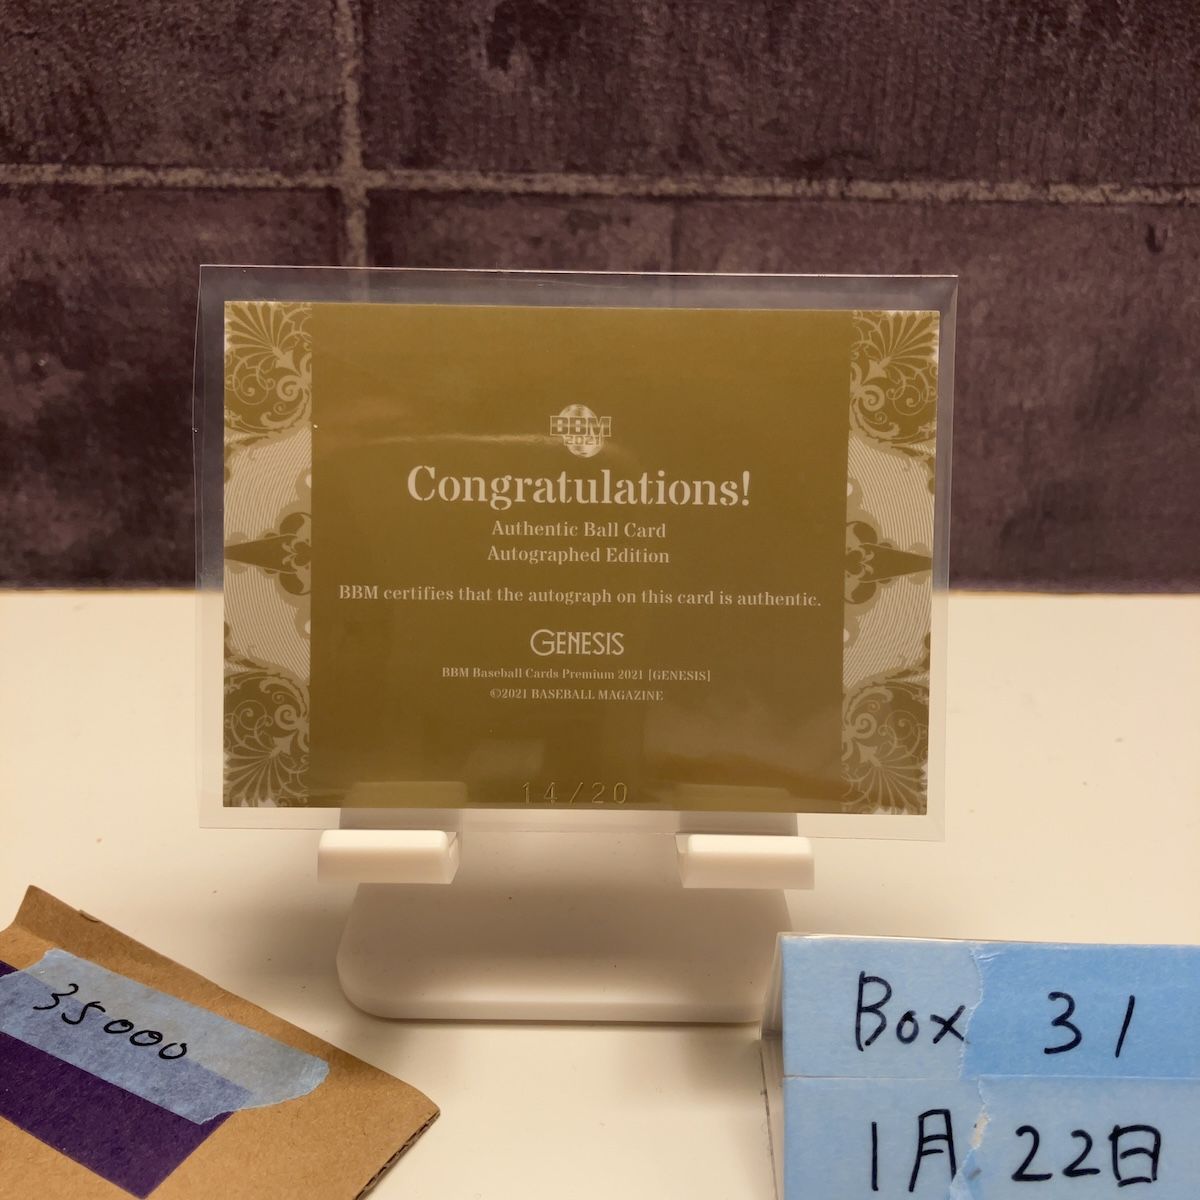 BBM
2021
Congratulations!
Authentic Ball Card
Autographed Edition
BBM certifies that the autograph on this card is authentic.
GENESIS
BBM Baseball Cards Premium 2021 [GENESIS]
©2021 BASEBALL MAGAZINE
14/20
35000
Box 31
1月22日